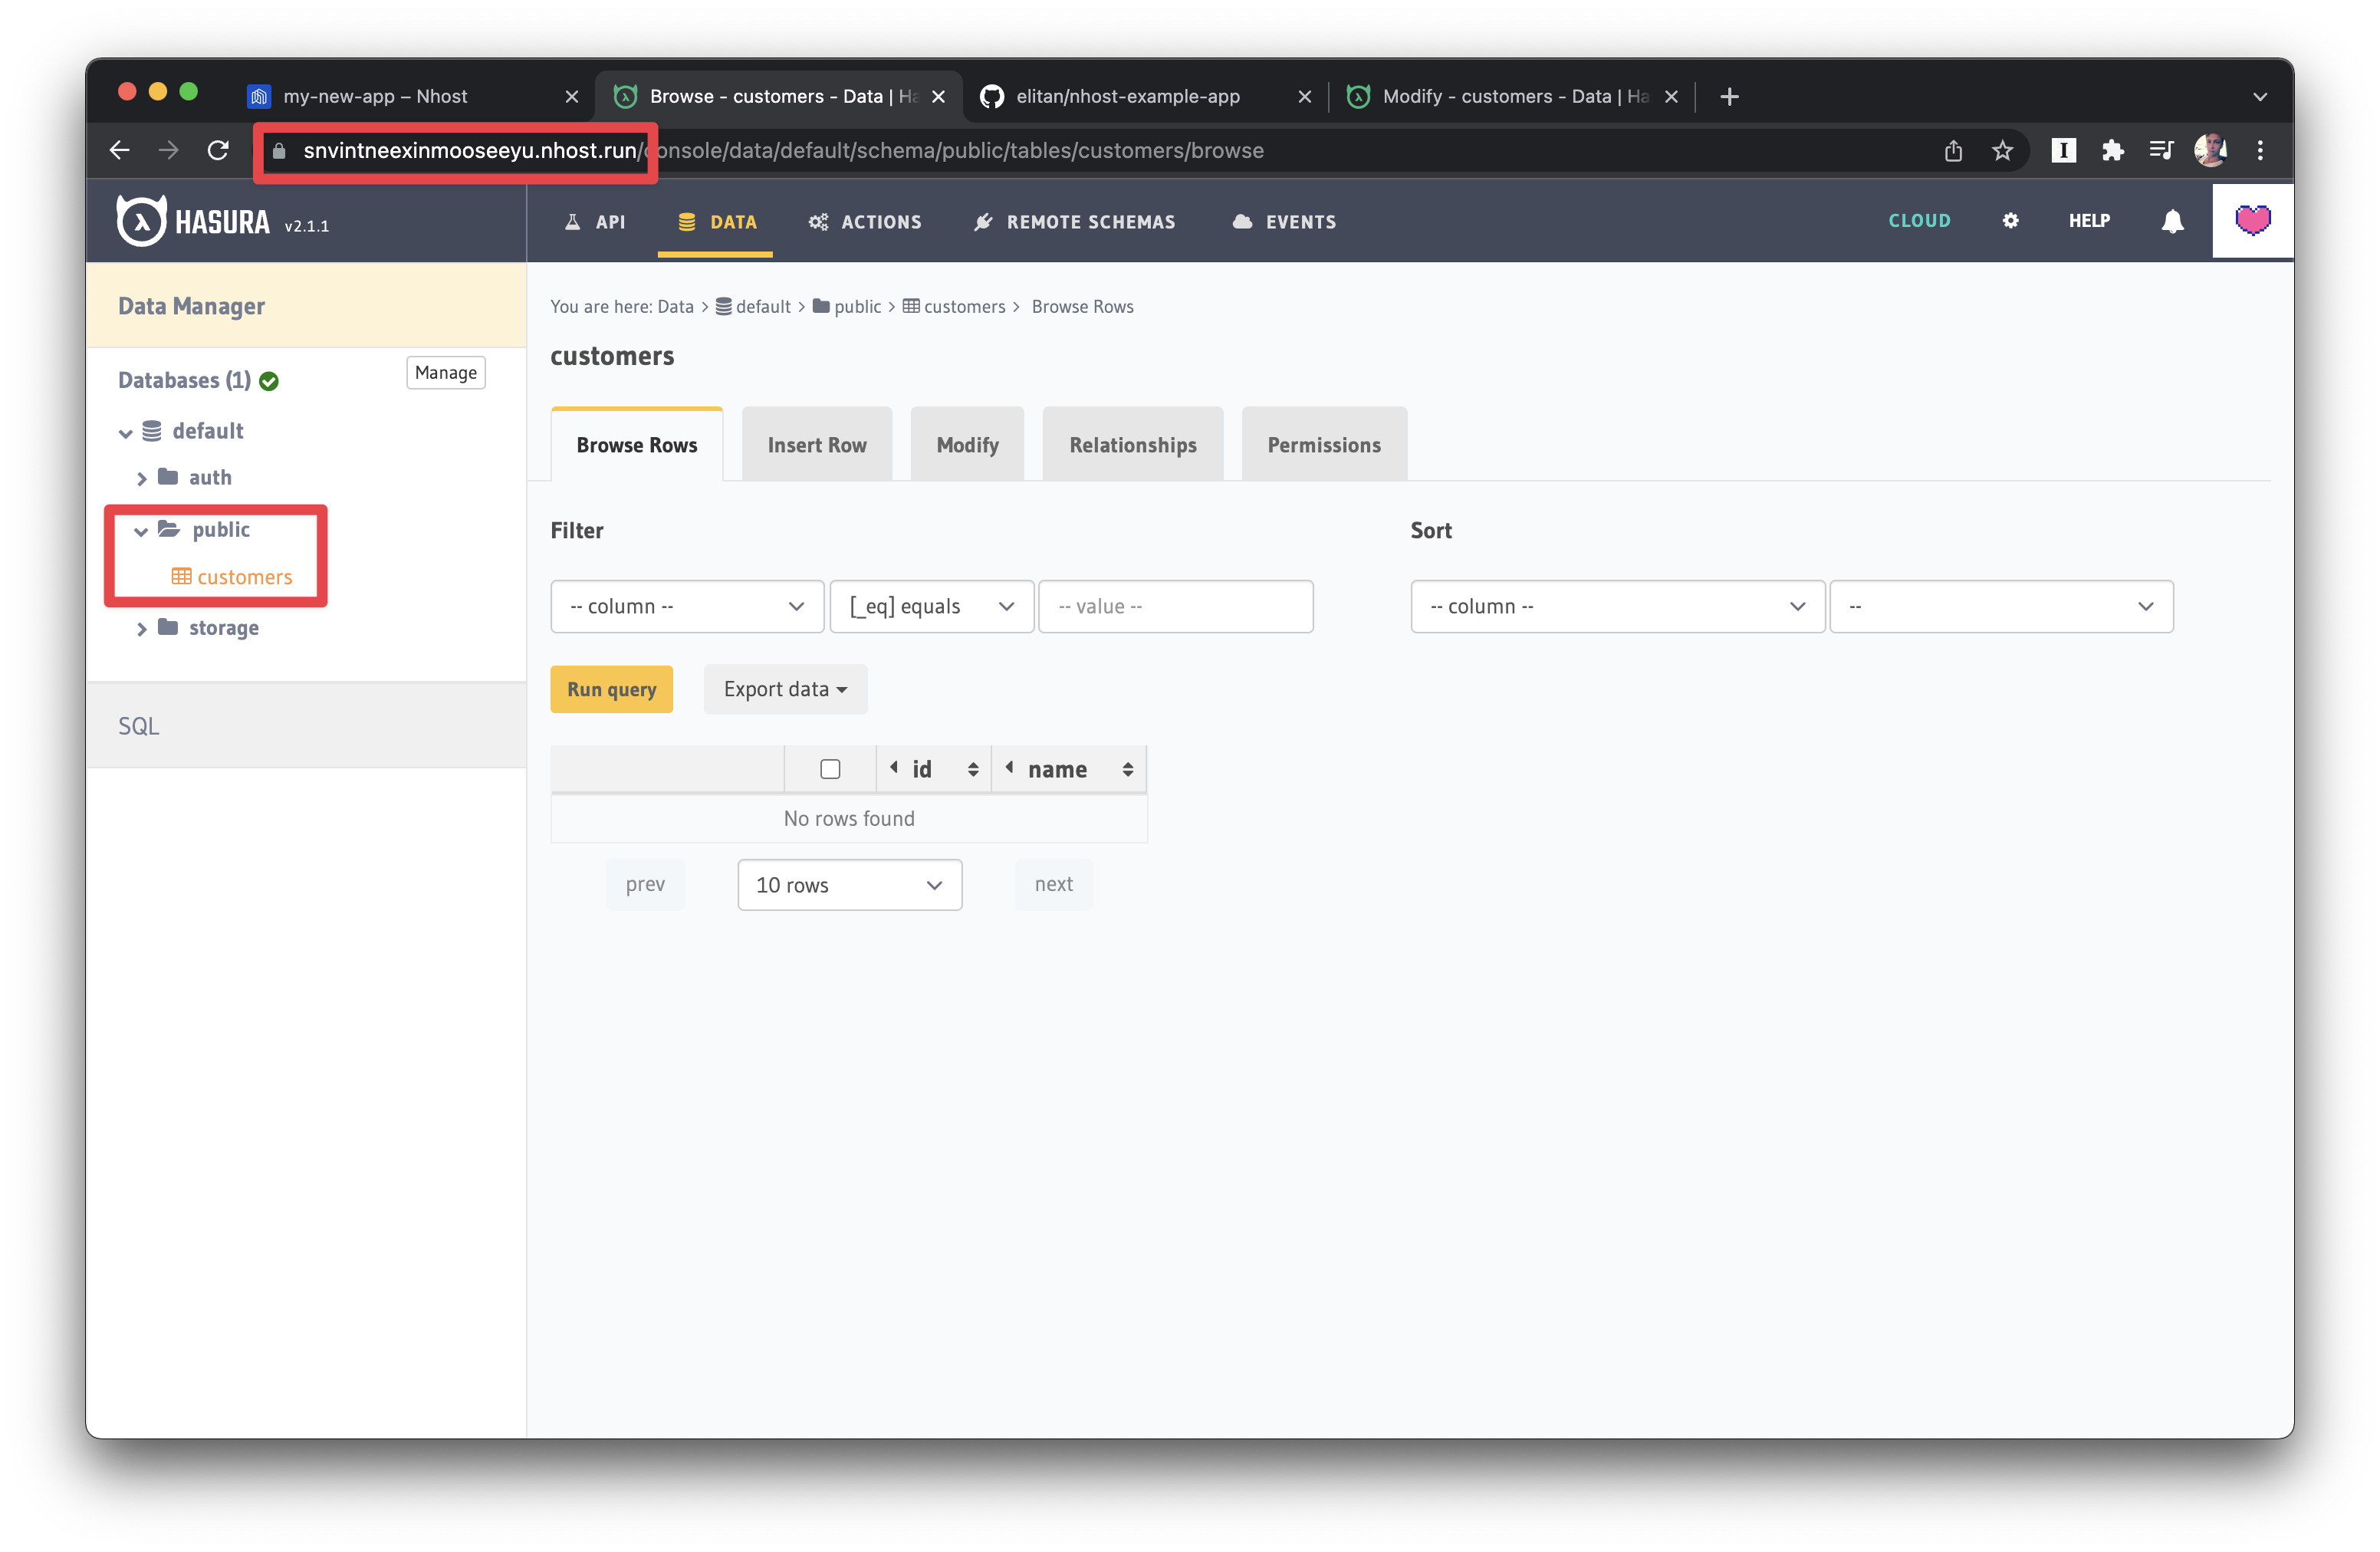 my-new-app – Nhost
Browse - customers - Data | Ha
elitan/nhost-example-app
Modify - customers - Data | Ha
snvintneexinmooseeyu.nhost.run/console/data/default/schema/public/tables/customers/browse
HASURA v2.1.1
API
DATA
ACTIONS
REMOTE SCHEMAS
EVENTS
CLOUD
HELP
Data Manager
Databases (1)
Manage
default
auth
public
customers
storage
SQL
You are here: Data > default > public > customers > Browse Rows
customers
Browse Rows
Insert Row
Modify
Relationships
Permissions
Filter
Sort
-- column --
[_eq] equals
-- value --
-- column --
--
Run query
Export data
id
name
No rows found
prev
10 rows
next